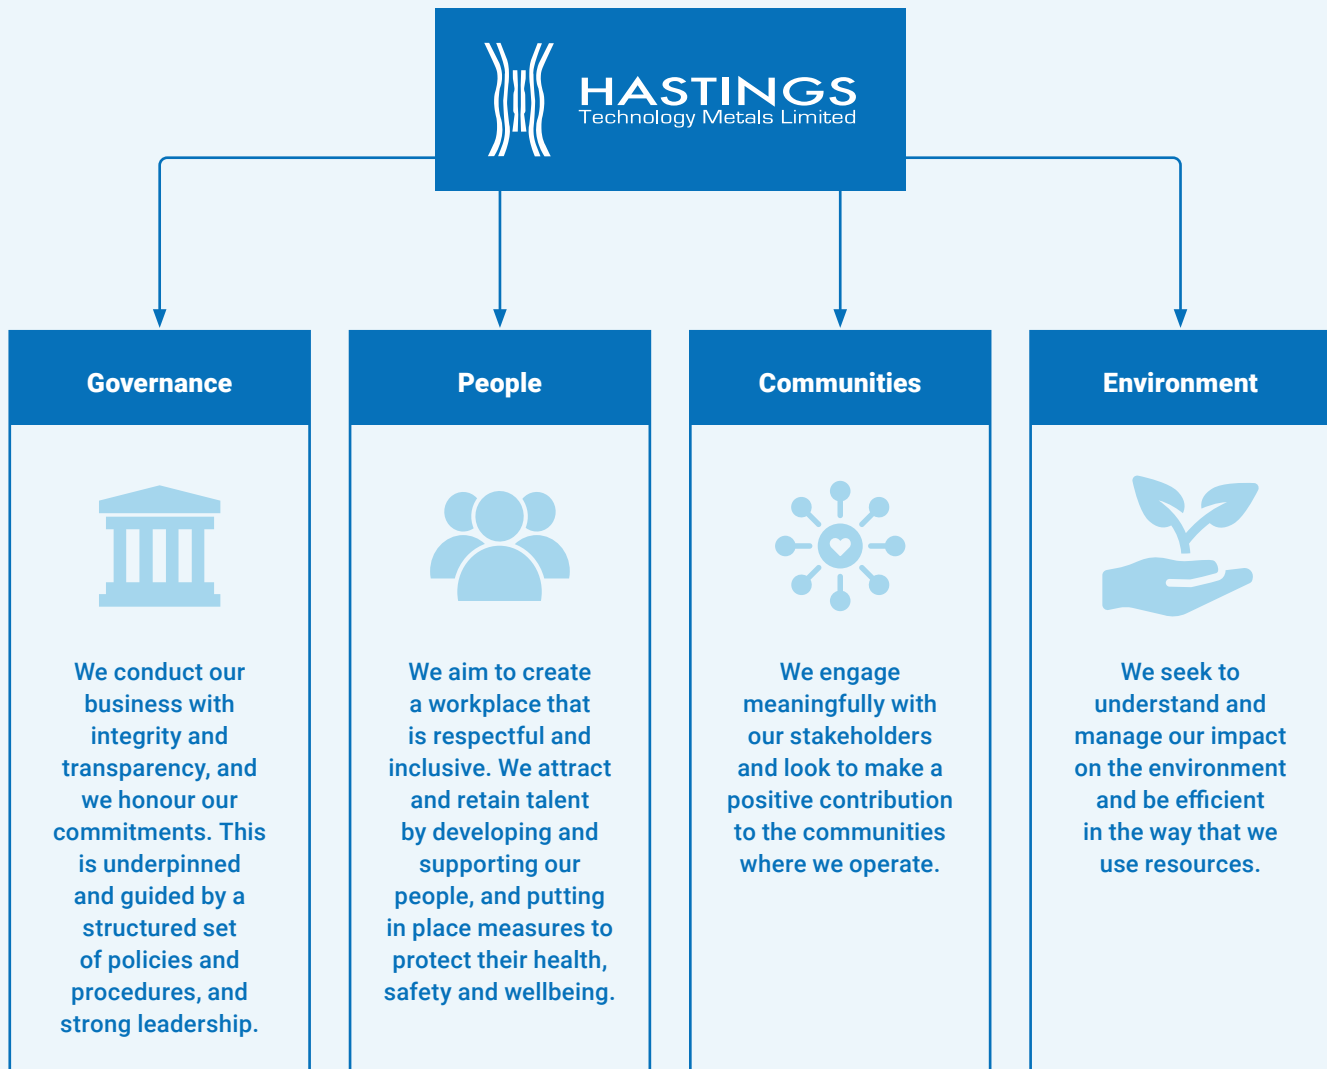 HASTINGS
Technology Metals Limited
Governance
We conduct our
business with
integrity and
transparency, and
we honour our
commitments. This
is underpinned
and guided by a
structured set
of policies and
procedures, and
strong leadership.
People
We aim to create
a workplace that
is respectful and
inclusive. We attract
and retain talent
by developing and
supporting our
people, and putting
in place measures to
protect their health,
safety and wellbeing.
Communities
We engage
meaningfully with
our stakeholders
and look to make a
positive contribution
to the communities
where we operate.
Environment
We seek to
understand and
manage our impact
on the environment
and be efficient
in the way that we
use resources.